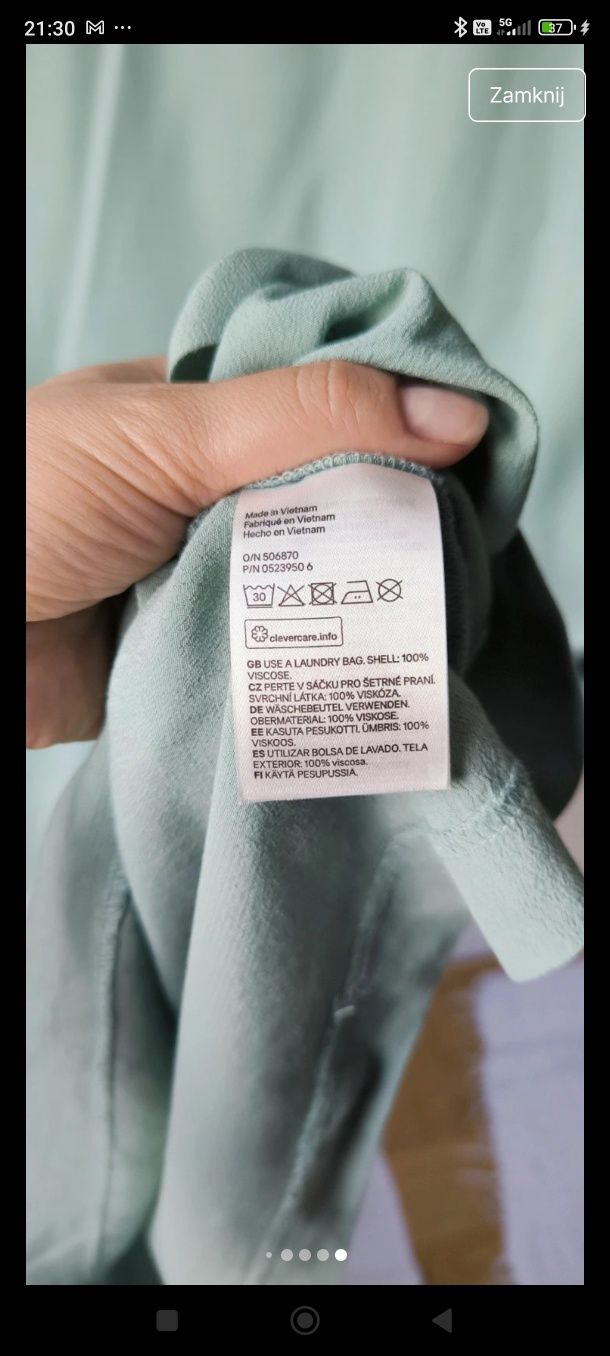 21:30
VoLTE 5G 37
Zamknij
Made in Vietnam
Fabriqué en Vietnam
Hecho en Vietnam
O/N 506870
P/N 0523950 6
30
clevercare.info
GB USE A LAUNDRY BAG. SHELL: 100%
VISCOSE.
CZ PERTE V SÁČKU PRO ŠETRNÉ PRANÍ.
SVRCHNÍ LÁTKA: 100% VISKÓZA.
DE WÄSCHEBEUTEL VERWENDEN.
OBERMATERIAL: 100% VISKOSE.
EE KASUTA PESUKOTTI. ÜMBRIS: 100%
VISKOOS.
ES UTILIZAR BOLSA DE LAVADO. TELA
EXTERIOR: 100% viscosa.
FI KÄYTÄ PESUPUSSIA.